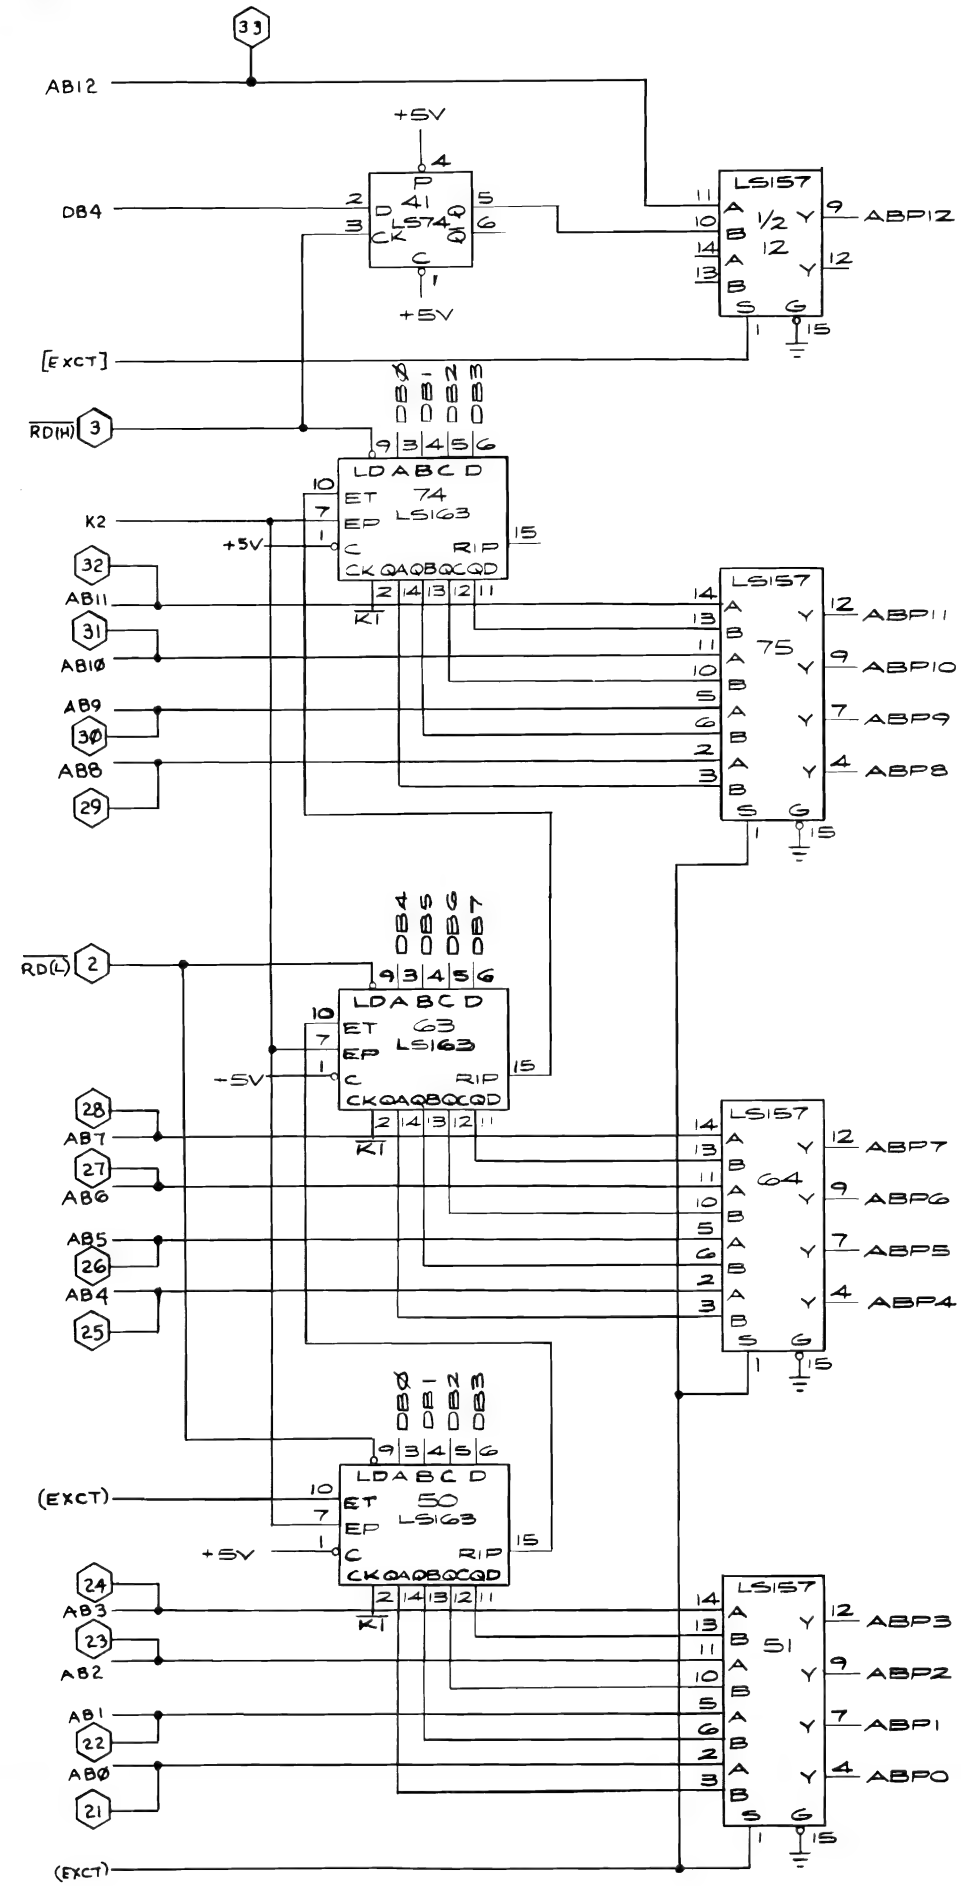 33
AB12
+5V
4
P
2 D 41 Q 5
DB4
3 CK LS74 Q̅ 6
C
1
+5V
LS157
11 A Y 9 ABP12
10 B 1/2
14 A 12 Y 12
13 B
S G
1 15
[EXCT]
DBØ DB1 DB2 DB3
R̅D̅(̅H̅)̅ 3
9 3 4 5 6
LD A B C D
10 ET 74
K2 7 EP LS163
+5V 1 C RIP 15
CK QA QB QC QD
2 14 13 12 11
K̅1̅
32
AB11
31
AB1Ø
AB9
3Ø
AB8
29
LS157
14 A Y 12 ABP11
13 B
11 A 75 Y 9 ABP10
10 B
5 A Y 7 ABP9
6 B
2 A Y 4 ABP8
3 B
S G
1 15
DB4 DB5 DB6 DB7
R̅D̅(̅L̅)̅ 2
9 3 4 5 6
LD A B C D
10 ET 63
7 EP LS163
-5V 1 C RIP 15
CK QA QB QC QD
2 14 13 12 11
K̅1̅
28
AB7
27
AB6
AB5
26
AB4
25
LS157
14 A Y 12 ABP7
13 B
11 A 64 Y 9 ABP6
10 B
5 A Y 7 ABP5
6 B
2 A Y 4 ABP4
3 B
S G
1 15
DBØ DB1 DB2 DB3
9 3 4 5 6
LD A B C D
(EXCT) 10 ET 50
7 EP LS163
+5V 1 C RIP 15
CK QA QB QC QD
2 14 13 12 11
K̅1̅
24
AB3
23
AB2
AB1
22
ABØ
21
LS157
14 A Y 12 ABP3
13 B
11 A 51 Y 9 ABP2
10 B
5 A Y 7 ABP1
6 B
2 A Y 4 ABP0
3 B
S G
1 15
(EXCT)